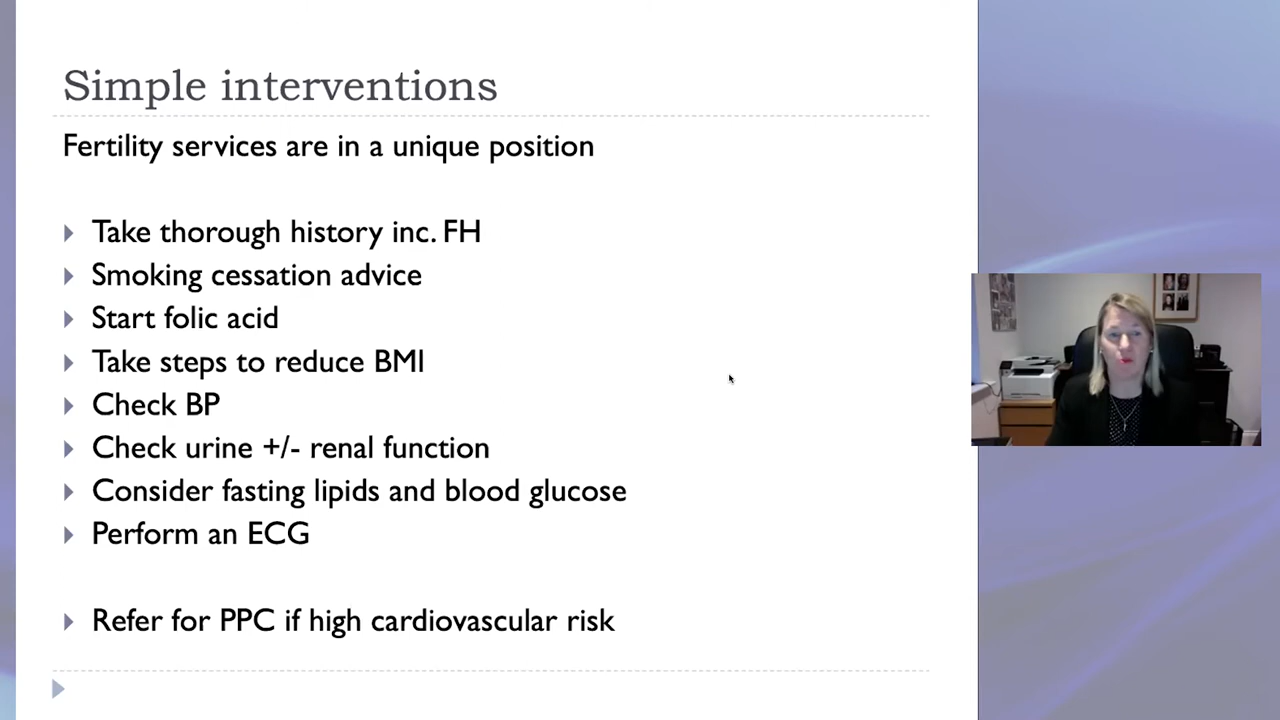 Simple interventions
Fertility services are in a unique position
Take thorough history inc. FH
Smoking cessation advice
Start folic acid
Take steps to reduce BMI
Check BP
Check urine +/- renal function
Consider fasting lipids and blood glucose
Perform an ECG
Refer for PPC if high cardiovascular risk